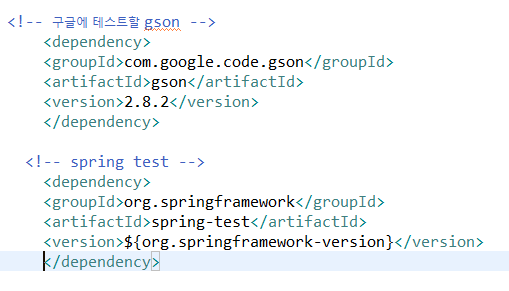 <!-- 구글에 테스트할 gson -->
<dependency>
<groupId>com.google.code.gson</groupId>
<artifactId>gson</artifactId>
<version>2.8.2</version>
</dependency>
<!-- spring test -->
<dependency>
<groupId>org.springframework</groupId>
<artifactId>spring-test</artifactId>
<version>${org.springframework-version}</version>
</dependency>